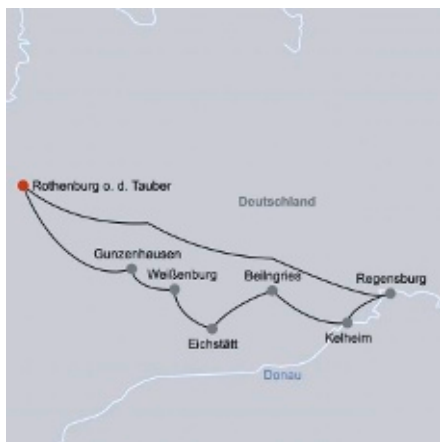 Rothenburg o. d. Tauber
Deutschland
Gunzenhausen
Weißenburg
Beilngries
Regensburg
Eichstätt
Kelheim
Donau